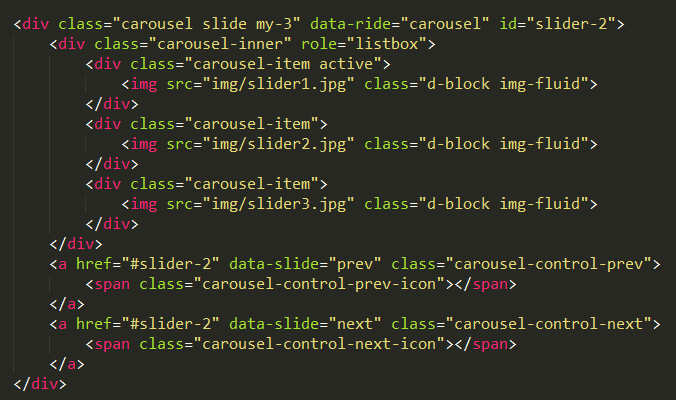 <div class="carousel slide my-3" data-ride="carousel" id="slider-2">
    <div class="carousel-inner" role="listbox">
        <div class="carousel-item active">
            <img src="img/slider1.jpg" class="d-block img-fluid">
        </div>
        <div class="carousel-item">
            <img src="img/slider2.jpg" class="d-block img-fluid">
        </div>
        <div class="carousel-item">
            <img src="img/slider3.jpg" class="d-block img-fluid">
        </div>
    </div>
    <a href="#slider-2" data-slide="prev" class="carousel-control-prev">
        <span class="carousel-control-prev-icon"></span>
    </a>
    <a href="#slider-2" data-slide="next" class="carousel-control-next">
        <span class="carousel-control-next-icon"></span>
    </a>
</div>